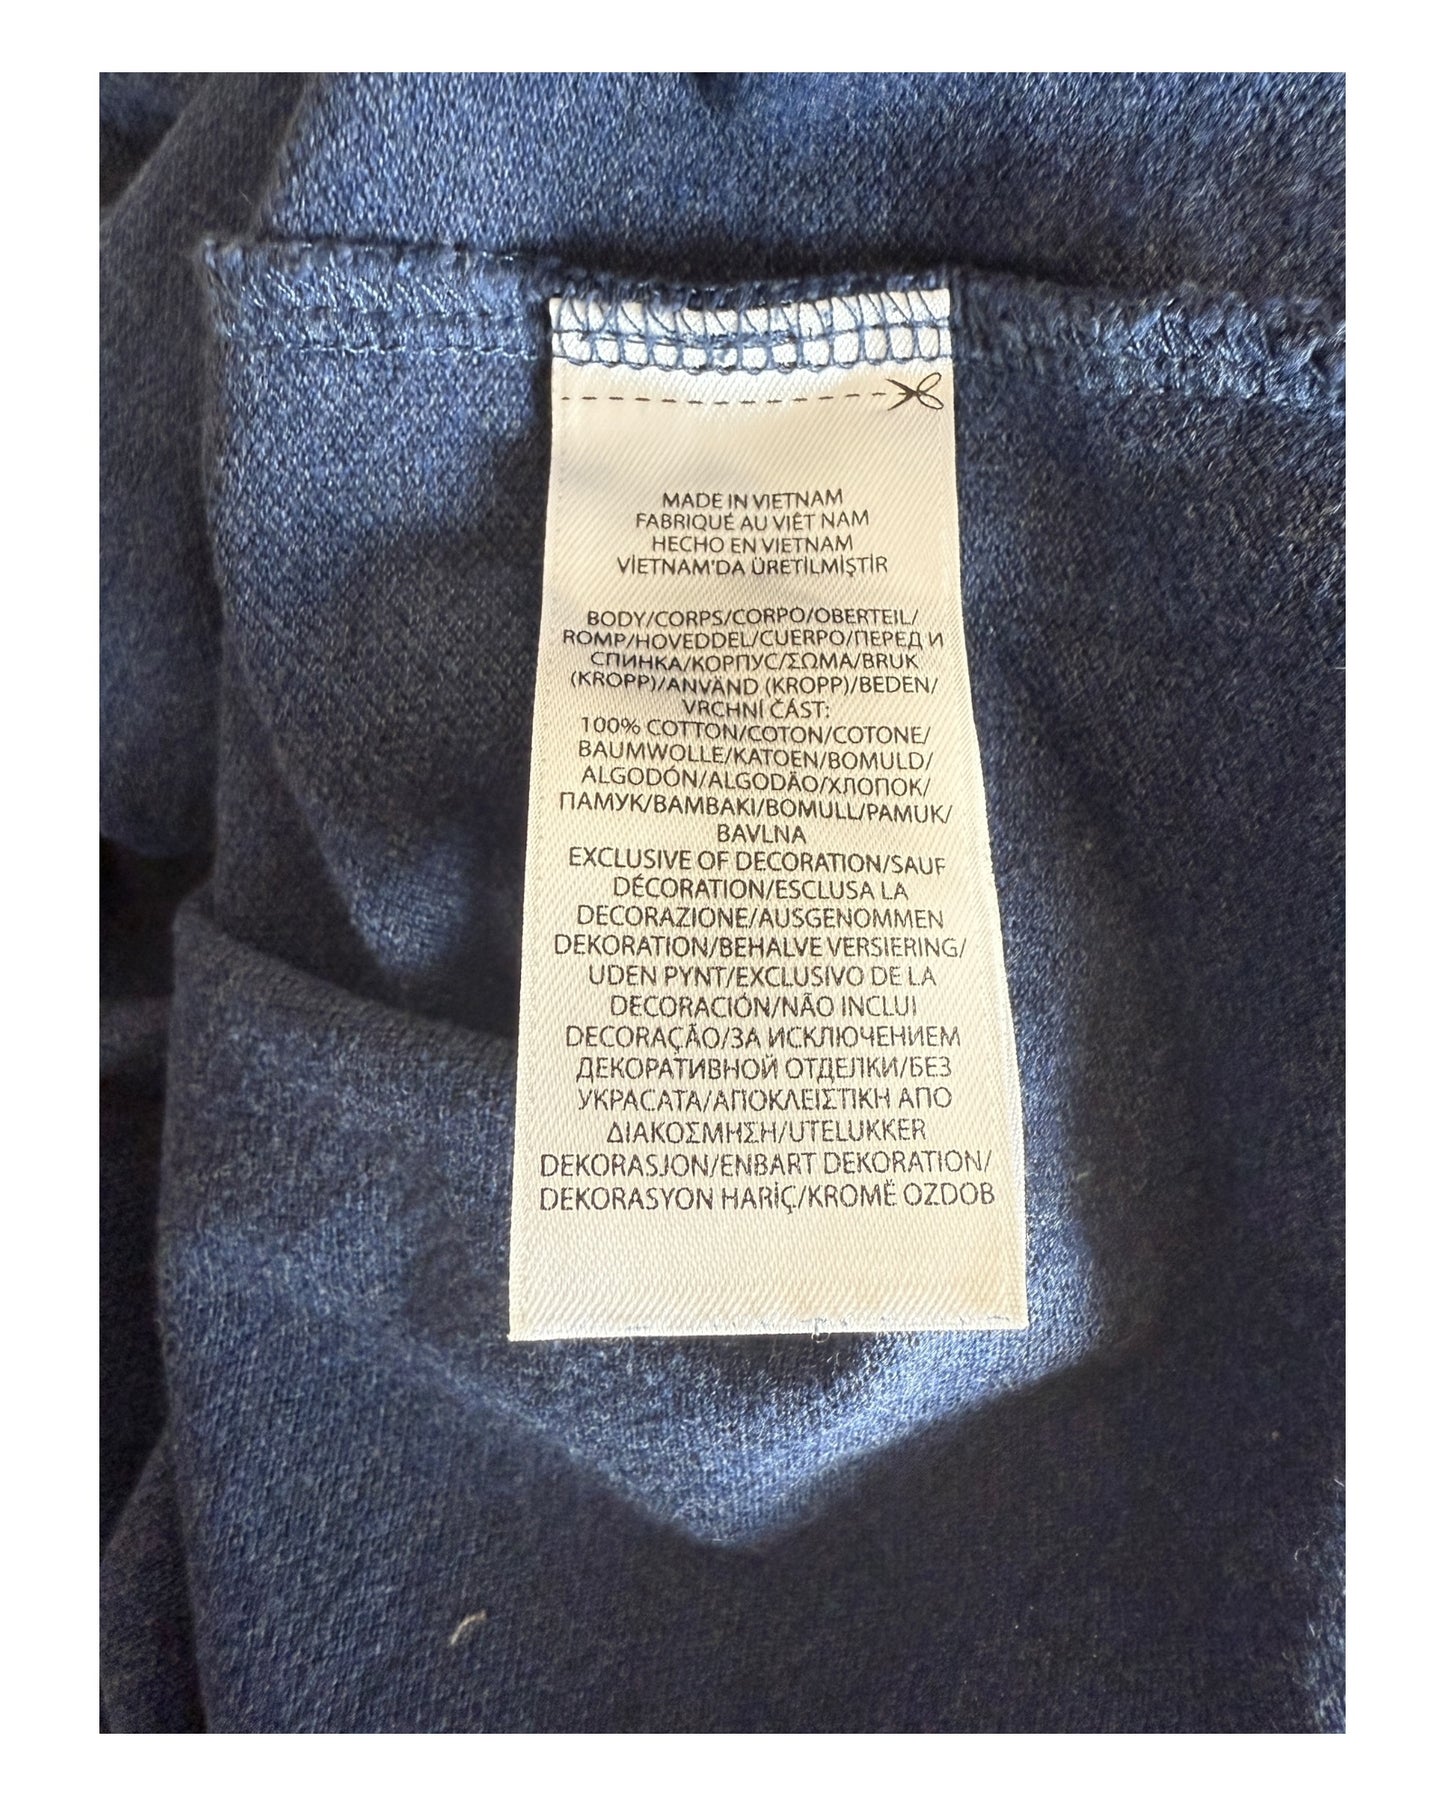 MADE IN VIETNAM
FABRIQUÉ AU VIÊT NAM
HECHO EN VIETNAM
VİETNAM'DA ÜRETİLMİŞTİR
BODY/CORPS/CORPO/OBERTEIL/
ROMP/HOVEDDEL/CUERPO/ПЕРЕД И
СПИНКА/КОРПУС/ΣΩΜΑ/BRUK
(KROPP)/ANVÄND (KROPP)/BEDEN/
VRCHNÍ ČÁST:
100% COTTON/COTON/COTONE/
BAUMWOLLE/KATOEN/BOMULD/
ALGODÓN/ALGODÃO/ХЛОПОК/
ПАМУК/ΒΑΜΒΑΚΙ/BOMULL/PAMUK/
BAVLNA
EXCLUSIVE OF DECORATION/SAUF
DÉCORATION/ESCLUSA LA
DECORAZIONE/AUSGENOMMEN
DEKORATION/BEHALVE VERSIERING/
UDEN PYNT/EXCLUSIVO DE LA
DECORACIÓN/NÃO INCLUI
DECORAÇÃO/ЗА ИСКЛЮЧЕНИЕМ
ДЕКОРАТИВНОЙ ОТДЕЛКИ/БЕЗ
УКРАСАТА/ΑΠΟΚΛΕΙΣΤΙΚΗ ΑΠΟ
ΔΙΑΚΟΣΜΗΣΗ/UTELUKKER
DEKORASJON/ENBART DEKORATION/
DEKORASYON HARİÇ/KROMĚ OZDOB